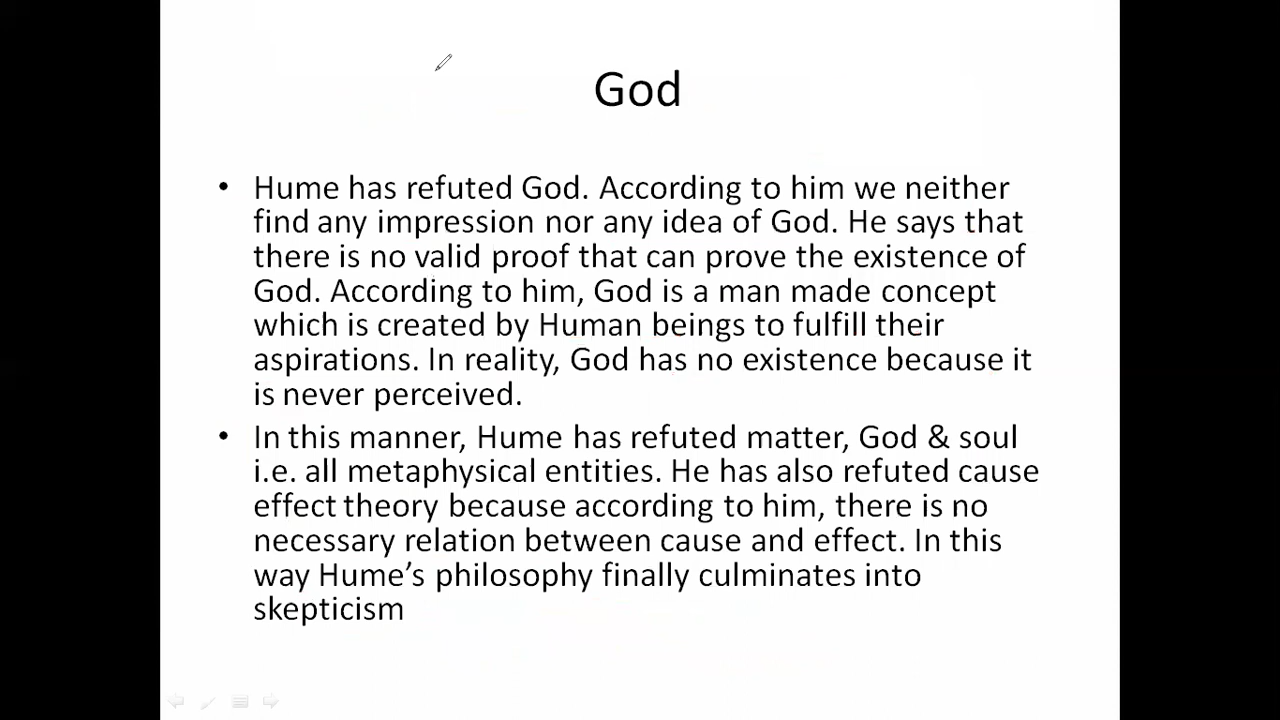 God
• Hume has refuted God. According to him we neither
find any impression nor any idea of God. He says that
there is no valid proof that can prove the existence of
God. According to him, God is a man made concept
which is created by Human beings to fulfill their
aspirations. In reality, God has no existence because it
is never perceived.
• In this manner, Hume has refuted matter, God & soul
i.e. all metaphysical entities. He has also refuted cause
effect theory because according to him, there is no
necessary relation between cause and effect. In this
way Hume’s philosophy finally culminates into
skepticism